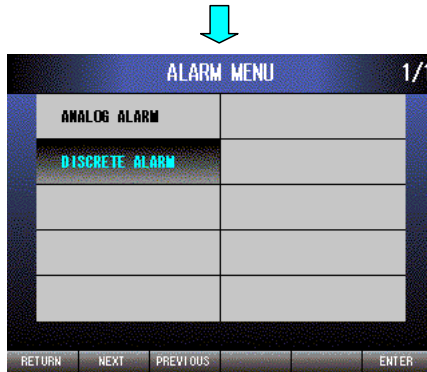 ALARM MENU 1/1
ANALOG ALARM
DISCRETE ALARM
RETURN NEXT PREVIOUS ENTER